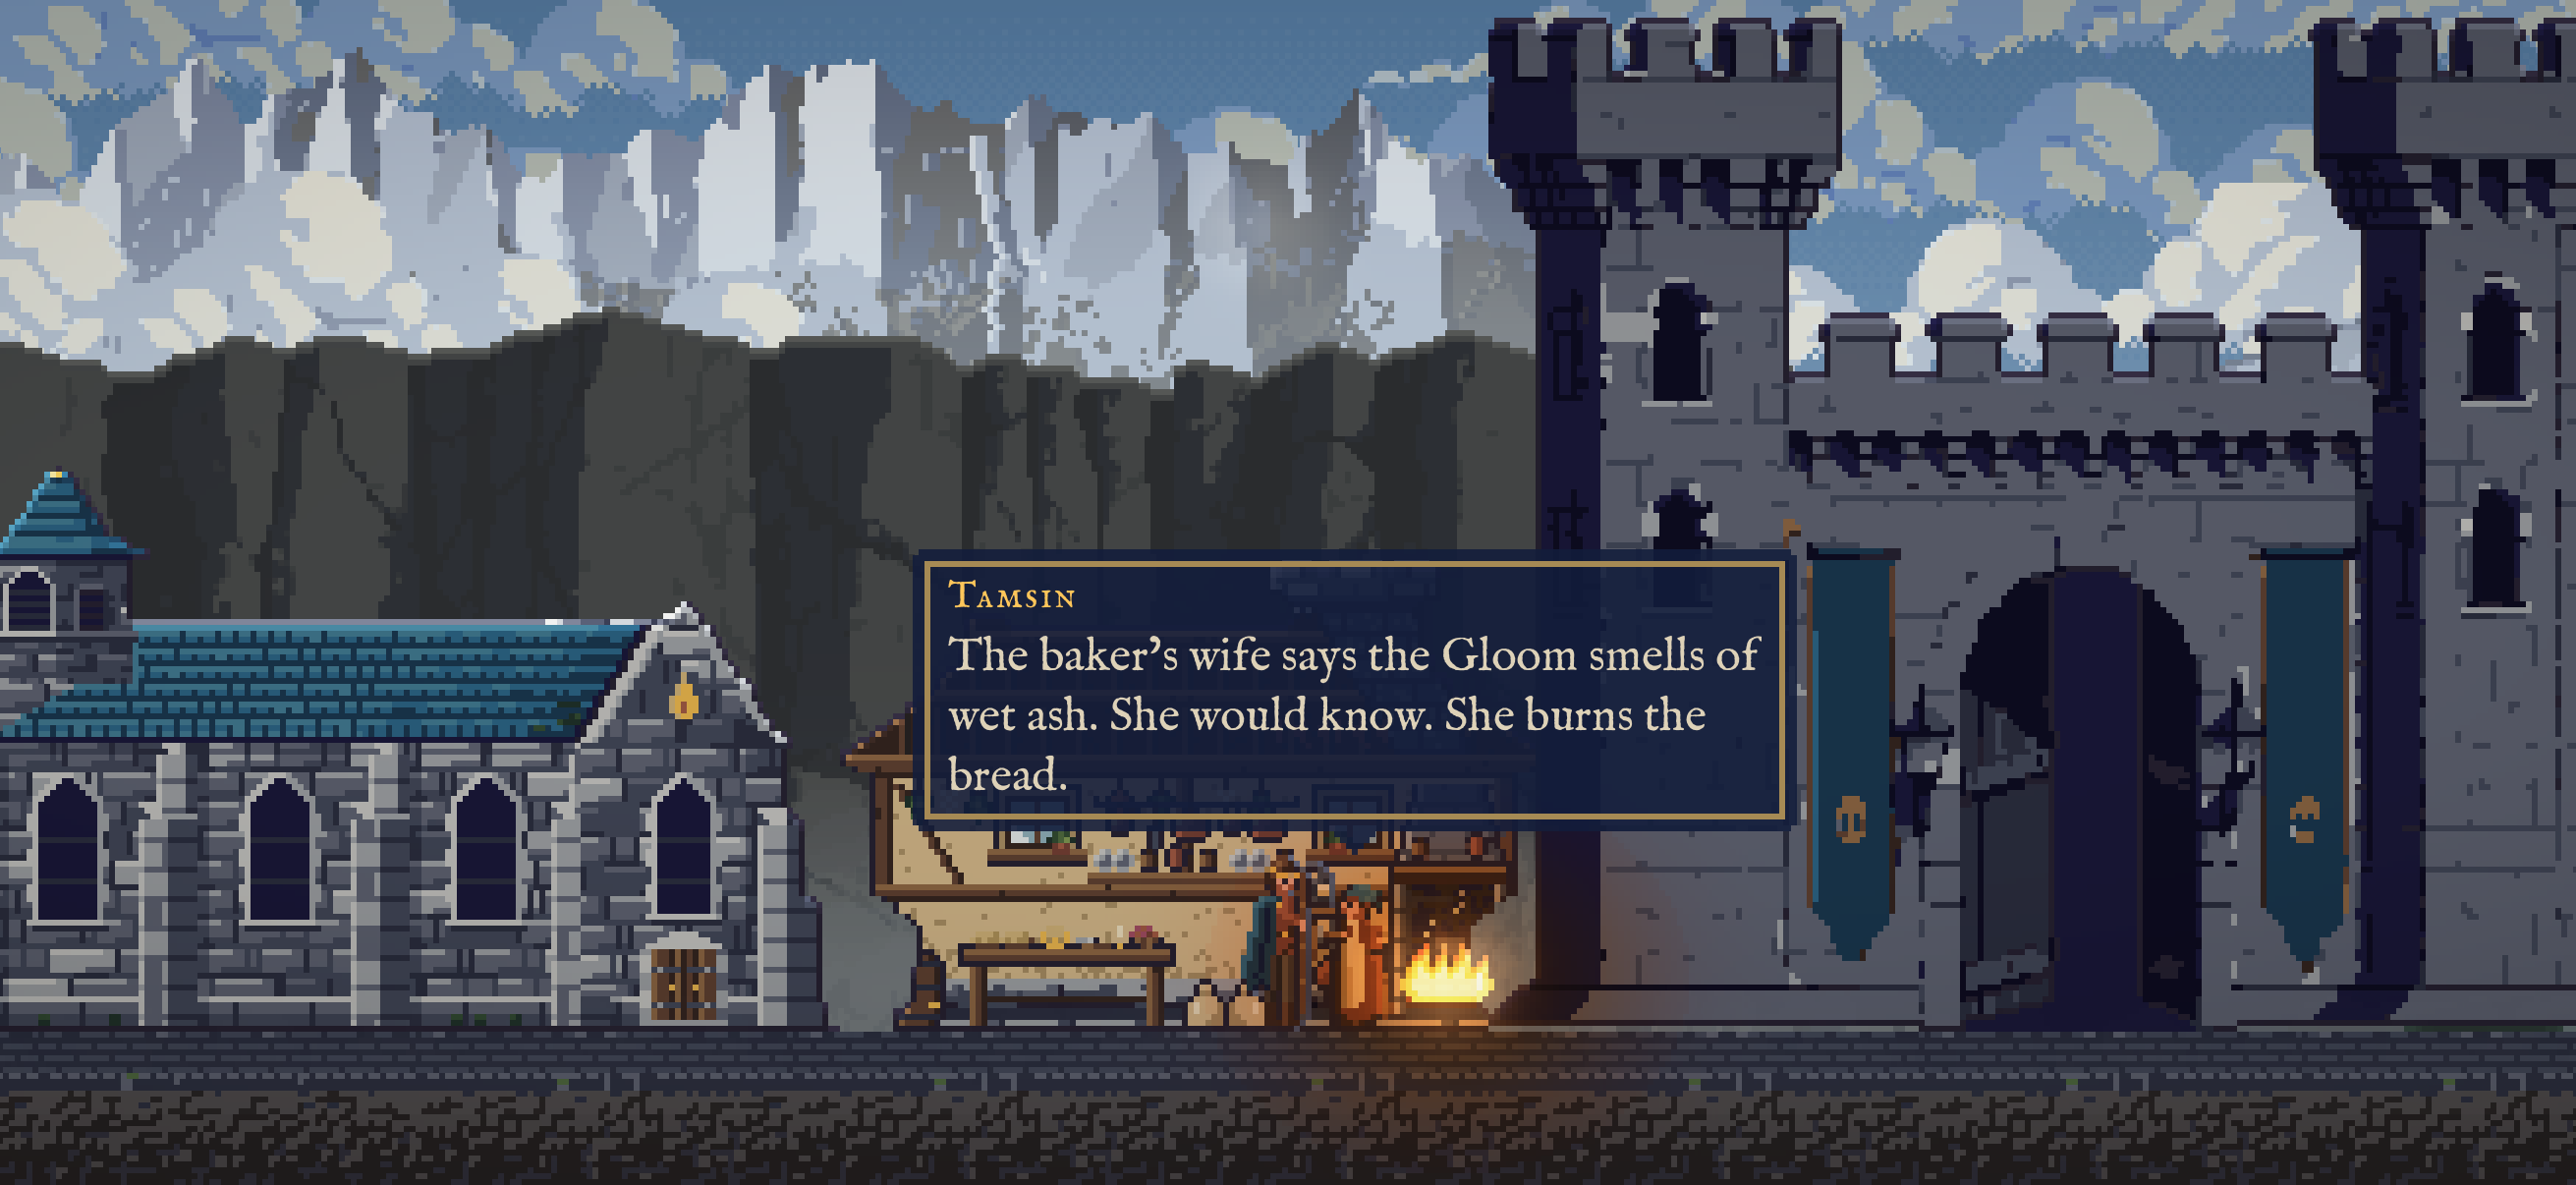 Tamsin
The baker's wife says the Gloom smells of
wet ash. She would know. She burns the
bread.